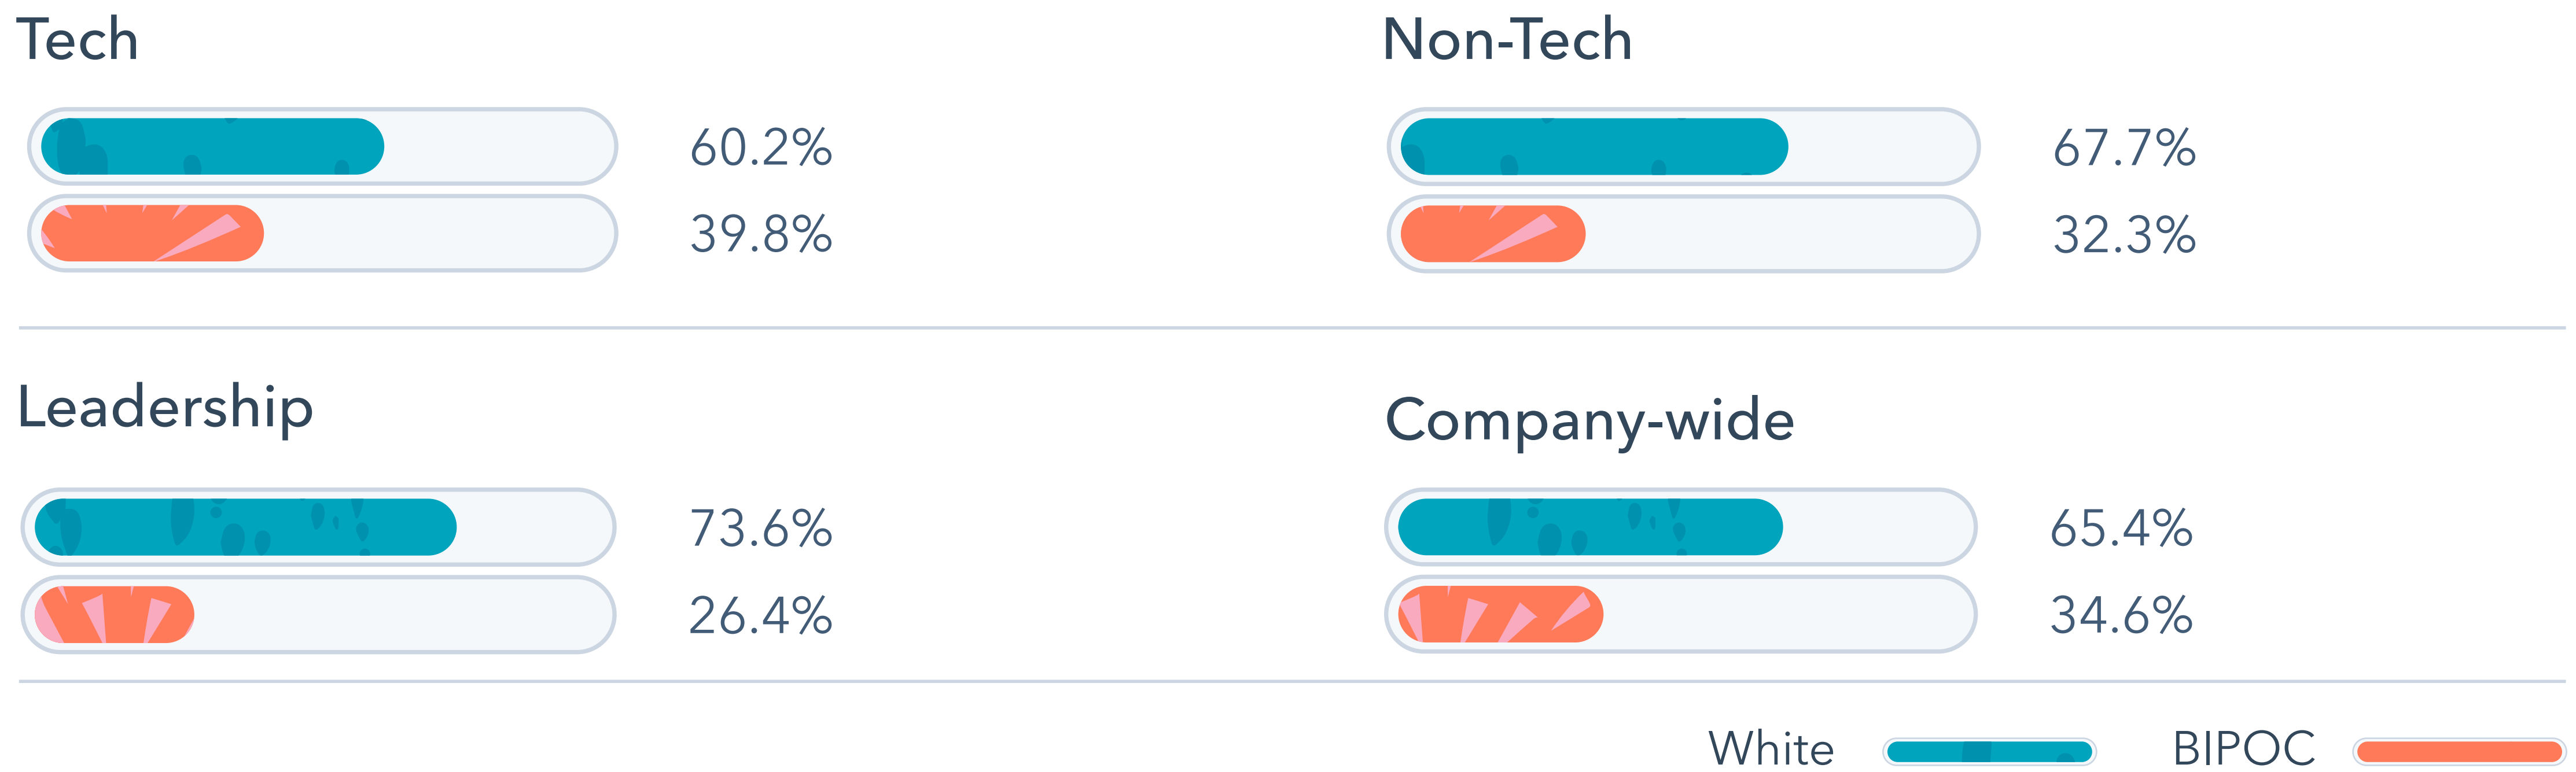 Tech
60.2%
39.8%
Non-Tech
67.7%
32.3%
Leadership
73.6%
26.4%
Company-wide
65.4%
34.6%
White
BIPOC